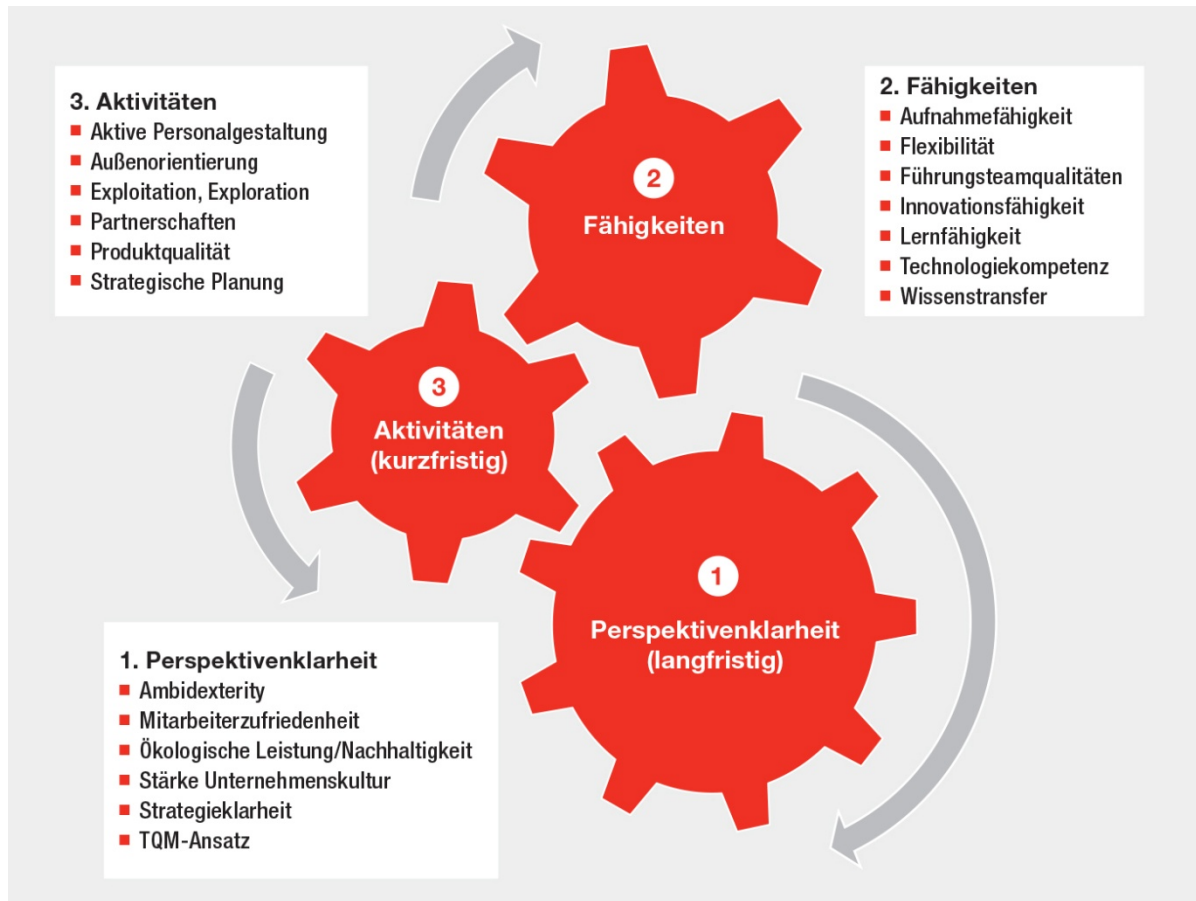 3. Aktivitäten
Aktive Personalgestaltung
Außenorientierung
Exploitation, Exploration
Partnerschaften
Produktqualität
Strategische Planung
2. Fähigkeiten
Aufnahmefähigkeit
Flexibilität
Führungsteamqualitäten
Innovationsfähigkeit
Lernfähigkeit
Technologiekompetenz
Wissenstransfer
2
Fähigkeiten
3
Aktivitäten
(kurzfristig)
1
Perspektivenklarheit
(langfristig)
1. Perspektivenklarheit
Ambidexterity
Mitarbeiterzufriedenheit
Ökologische Leistung/Nachhaltigkeit
Stärke Unternehmenskultur
Strategieklarheit
TQM-Ansatz